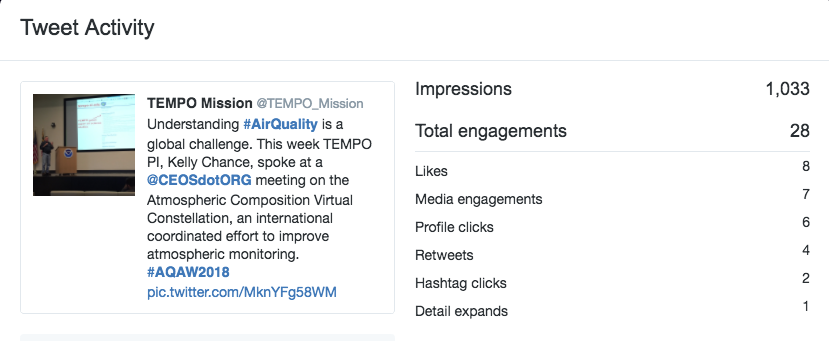 Tweet Activity
TEMPO Mission @TEMPO_Mission
Understanding #AirQuality is a
global challenge. This week TEMPO
PI, Kelly Chance, spoke at a
@CEOSdotORG meeting on the
Atmospheric Composition Virtual
Constellation, an international
coordinated effort to improve
atmospheric monitoring.
#AQAW2018
pic.twitter.com/MknYFg58WM
Impressions 1,033
Total engagements 28
Likes 8
Media engagements 7
Profile clicks 6
Retweets 4
Hashtag clicks 2
Detail expands 1